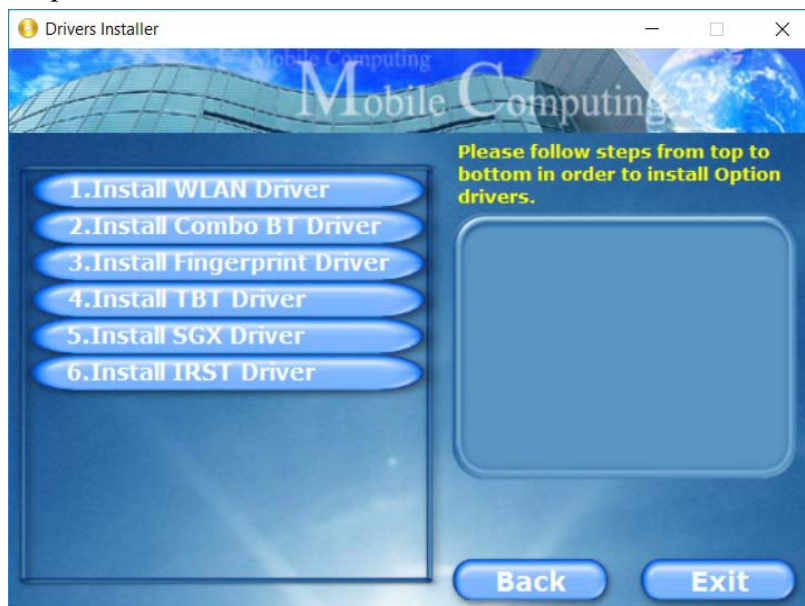 Drivers Installer
Mobile Computing
Mobile Computing
Please follow steps from top to
bottom in order to install Option
drivers.
1.Install WLAN Driver
2.Install Combo BT Driver
3.Install Fingerprint Driver
4.Install TBT Driver
5.Install SGX Driver
6.Install IRST Driver
Back
Exit